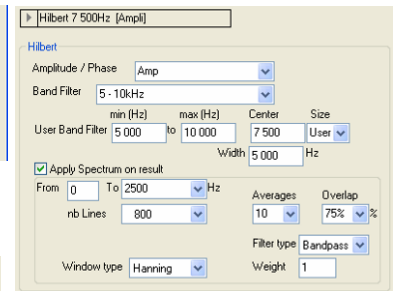 Hilbert 7 500Hz [Ampli]
Hilbert
Amplitude / Phase Amp
Band Filter 5 - 10kHz
min (Hz) max (Hz) Center Size
User Band Filter 5 000 to 10 000 7 500 User
Width 5 000 Hz
Apply Spectrum on result
From 0 To 2500 Hz
Averages Overlap
nb Lines 800 10 75% %
Filter type Bandpass
Window type Hanning Weight 1